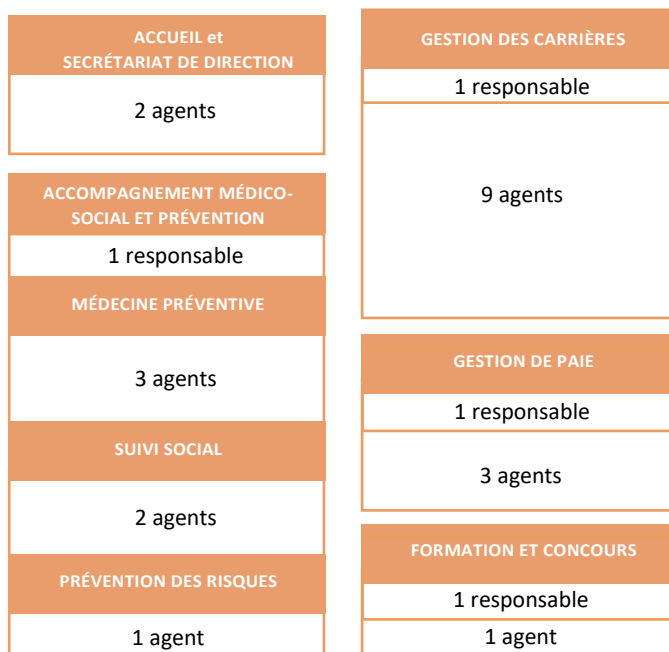 ACCUEIL et
SECRÉTARIAT DE DIRECTION
2 agents
ACCOMPAGNEMENT MÉDICO-
SOCIAL ET PRÉVENTION
1 responsable
MÉDECINE PRÉVENTIVE
3 agents
SUIVI SOCIAL
2 agents
PRÉVENTION DES RISQUES
1 agent
GESTION DES CARRIÈRES
1 responsable
9 agents
GESTION DE PAIE
1 responsable
3 agents
FORMATION ET CONCOURS
1 responsable
1 agent